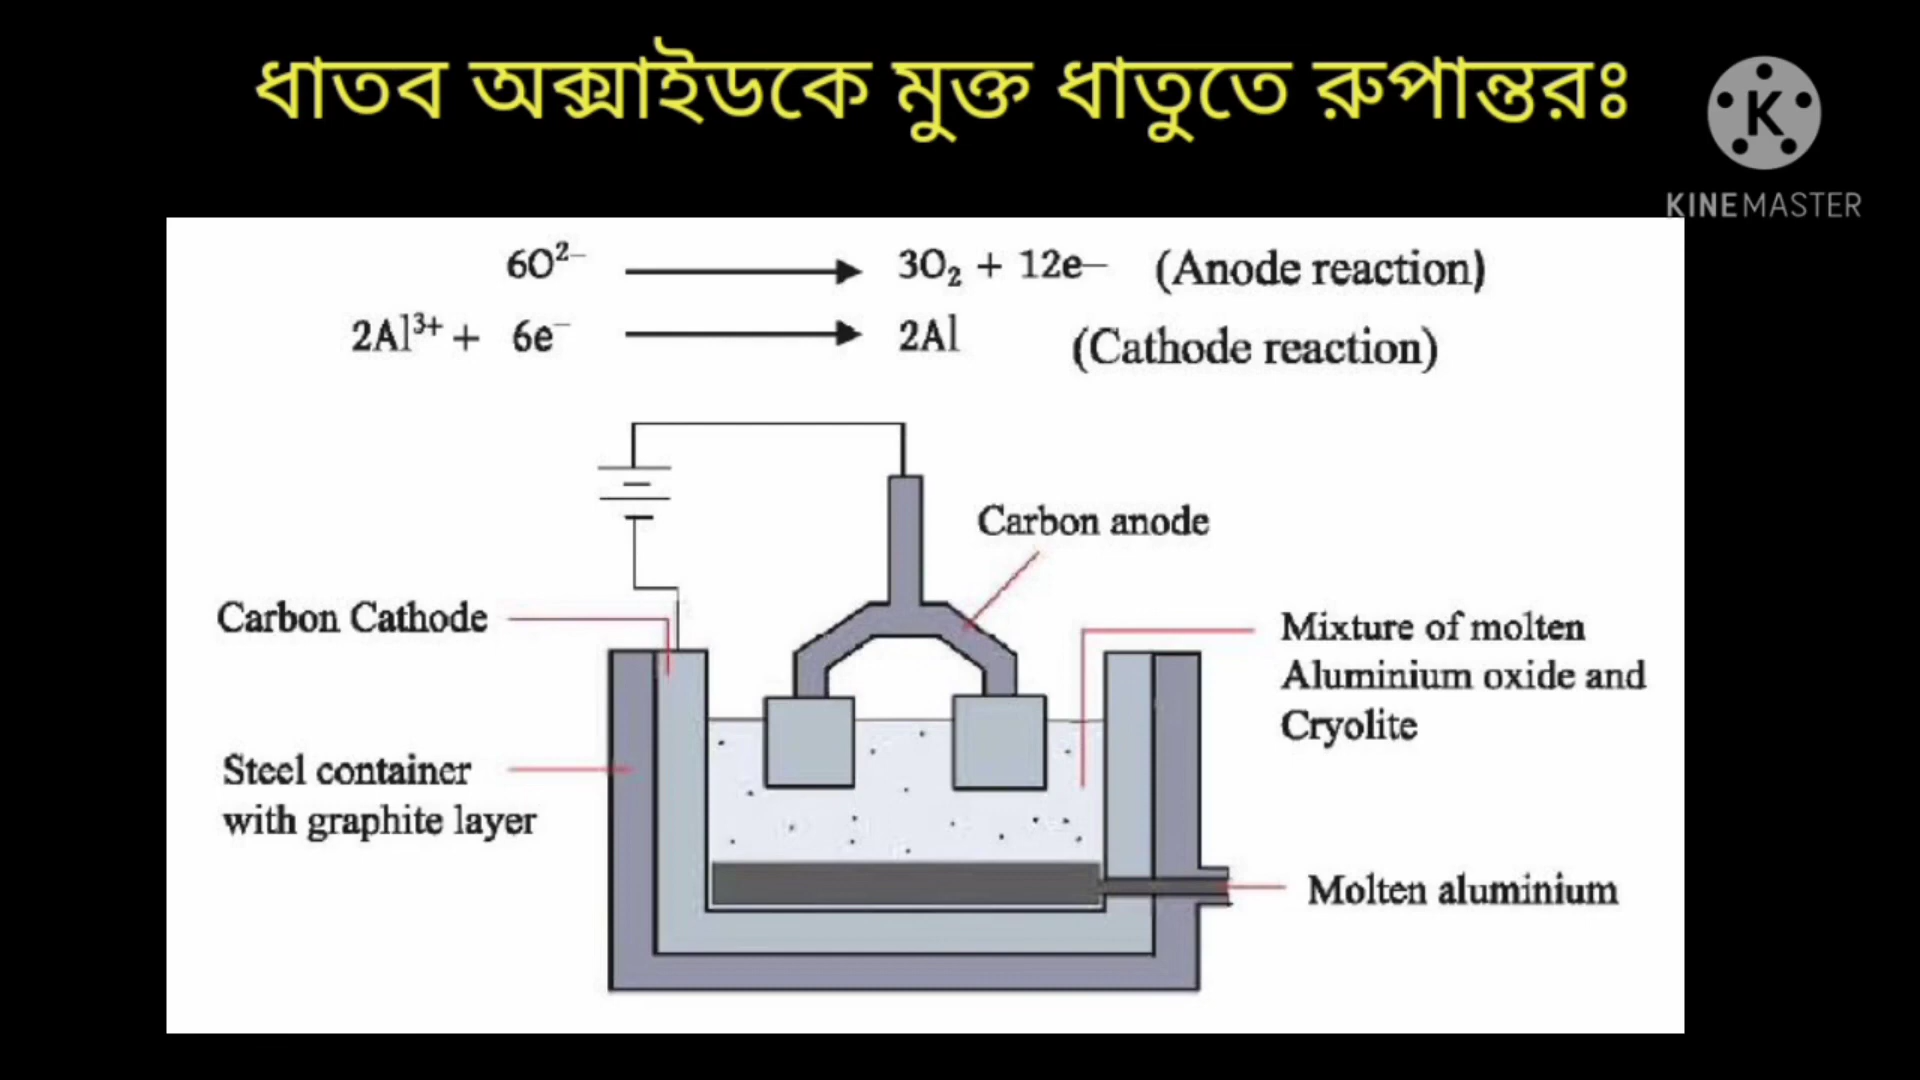 ধাতব অক্সাইডকে মুক্ত ধাতুতে রুপান্তরঃ
K
KINEMASTER
6O²⁻ ⟶ 3O₂ + 12e− (Anode reaction)
2Al³⁺ + 6e⁻ ⟶ 2Al (Cathode reaction)
Carbon anode
Carbon Cathode
Mixture of molten
Aluminium oxide and
Cryolite
Steel container
with graphite layer
Molten aluminium